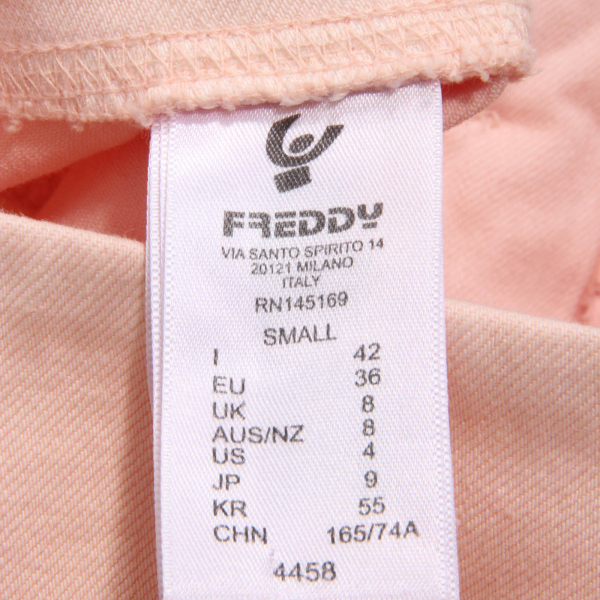 FREDDY
VIA SANTO SPIRITO 14
20121 MILANO
ITALY
RN145169
SMALL
I 42
EU 36
UK 8
AUS/NZ 8
US 4
JP 9
KR 55
CHN 165/74A
4458